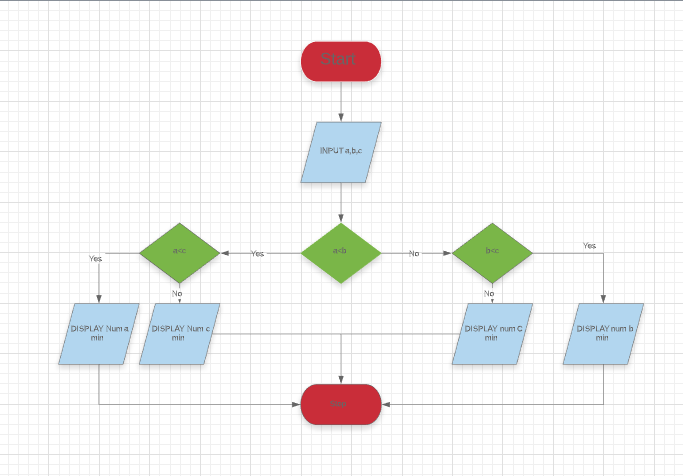 Start
INPUT a,b,c
a<c
Yes
a<b
No
b<c
Yes
Yes
No
No
DISPLAY Num a
min
DISPLAY Num c
min
DISPLAY num C
min
DISPLAY num b
min